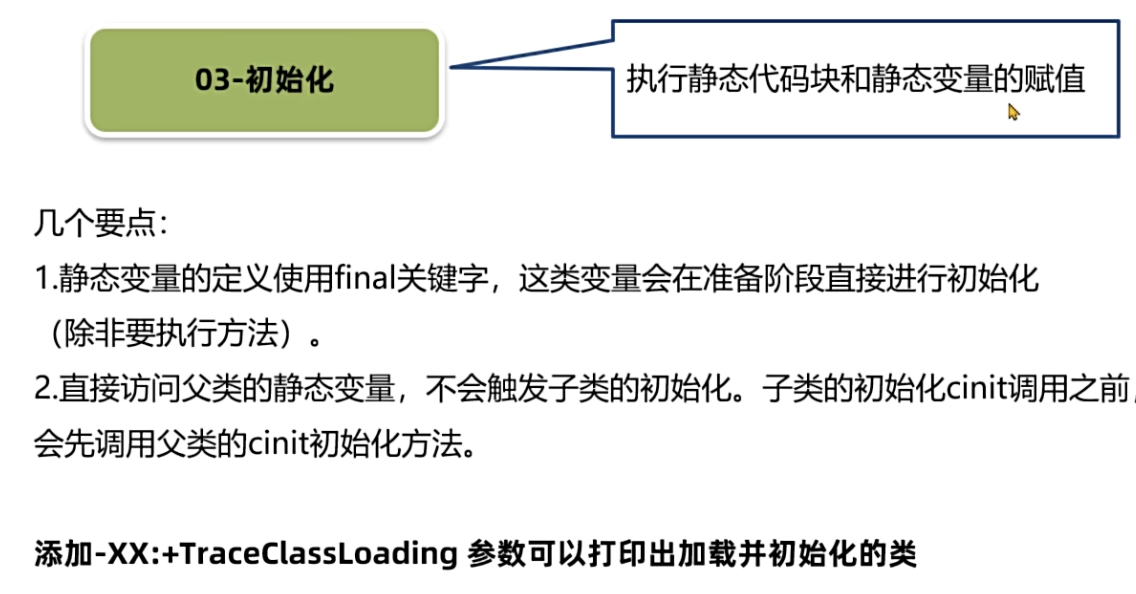 03-初始化
执行静态代码块和静态变量的赋值
几个要点：
1.静态变量的定义使用final关键字，这类变量会在准备阶段直接进行初始化
（除非要执行方法）。
2.直接访问父类的静态变量，不会触发子类的初始化。子类的初始化cinit调用之前，
会先调用父类的cinit初始化方法。
添加-XX:+TraceClassLoading 参数可以打印出加载并初始化的类